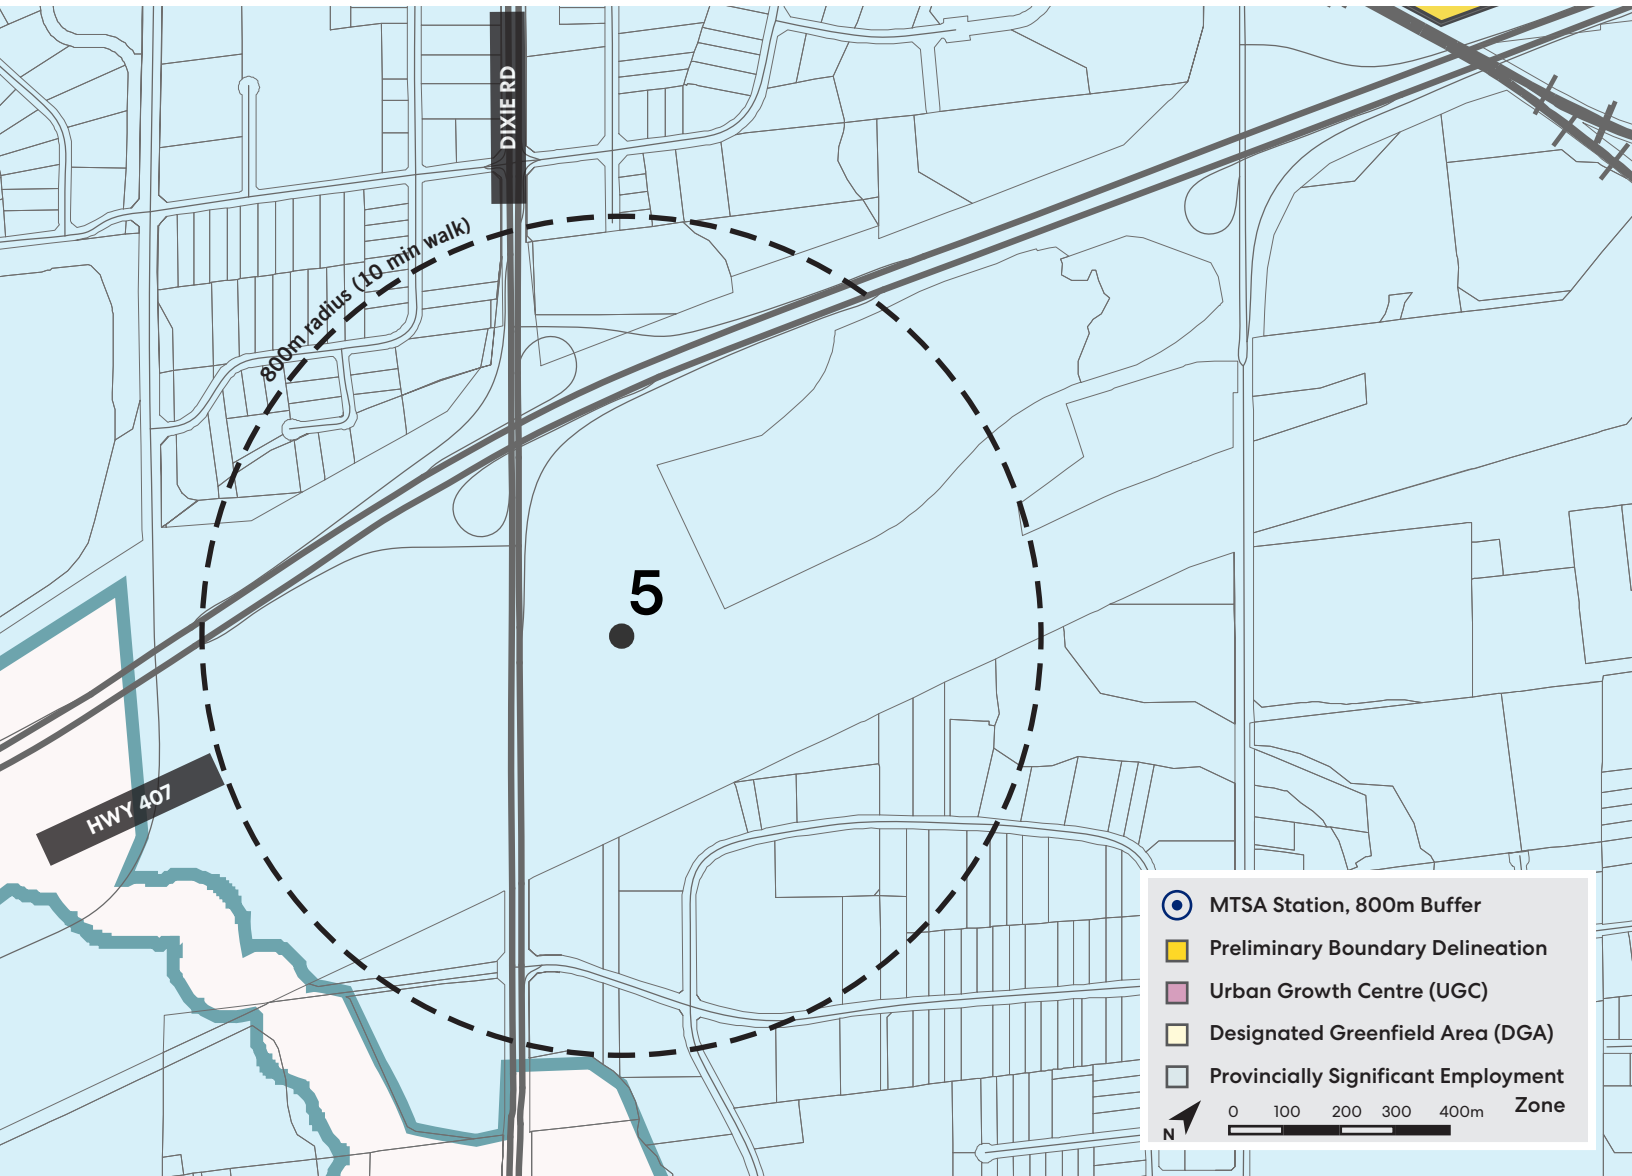 DIXIE RD
800m radius (10 min walk)
5
HWY 407
MTSA Station, 800m Buffer
Preliminary Boundary Delineation
Urban Growth Centre (UGC)
Designated Greenfield Area (DGA)
Provincially Significant Employment
Zone
N
0 100 200 300 400m